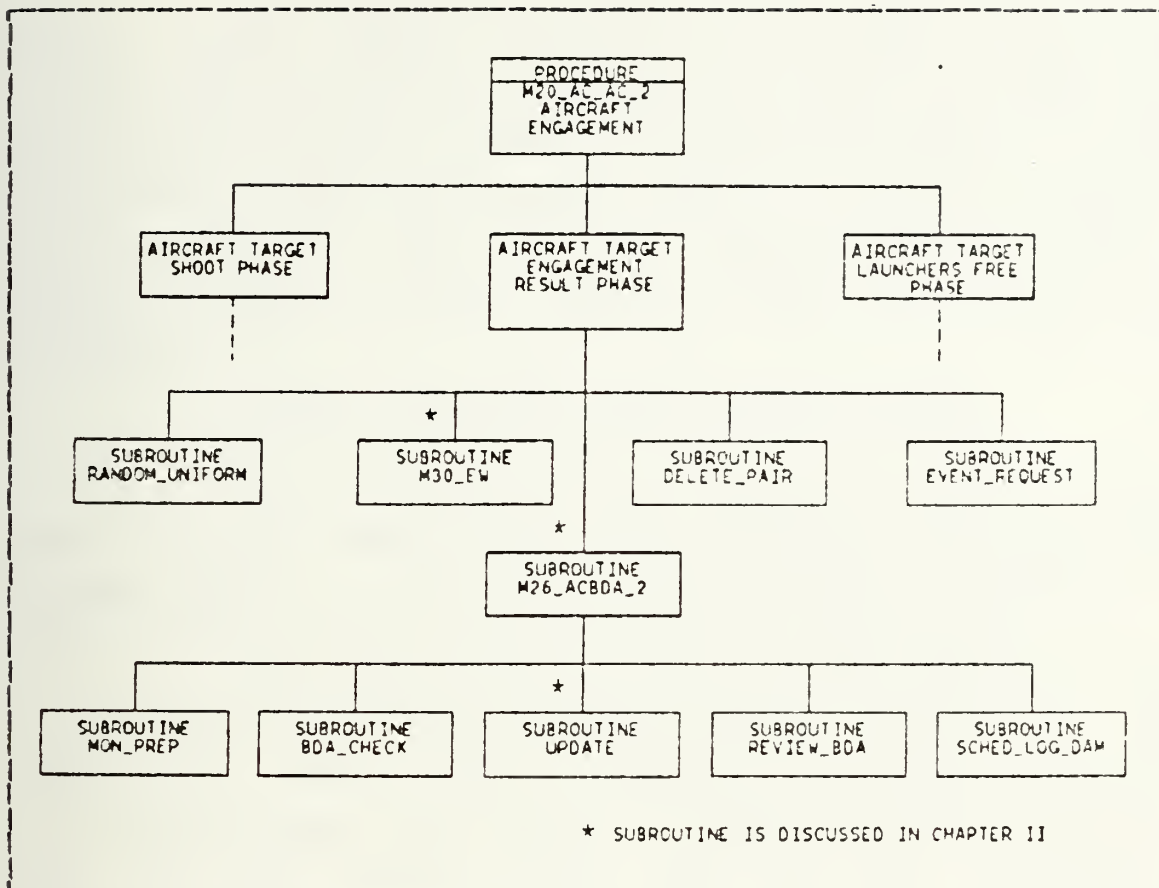 PROCEDURE
M20_AC_AC_2
AIRCRAFT
ENGAGEMENT
AIRCRAFT TARGET
SHOOT PHASE
AIRCRAFT TARGET
ENGAGEMENT
RESULT PHASE
AIRCRAFT TARGET
LAUNCHERS FREE
PHASE
SUBROUTINE
RANDOM_UNIFORM
*
SUBROUTINE
M30_EW
SUBROUTINE
DELETE_PAIR
SUBROUTINE
EVENT_REQUEST
*
SUBROUTINE
M26_ACBDA_2
SUBROUTINE
MON_PREP
SUBROUTINE
BDA_CHECK
*
SUBROUTINE
UPDATE
SUBROUTINE
REVIEW_BDA
SUBROUTINE
SCHED_LOG_DAM
* SUBROUTINE IS DISCUSSED IN CHAPTER II